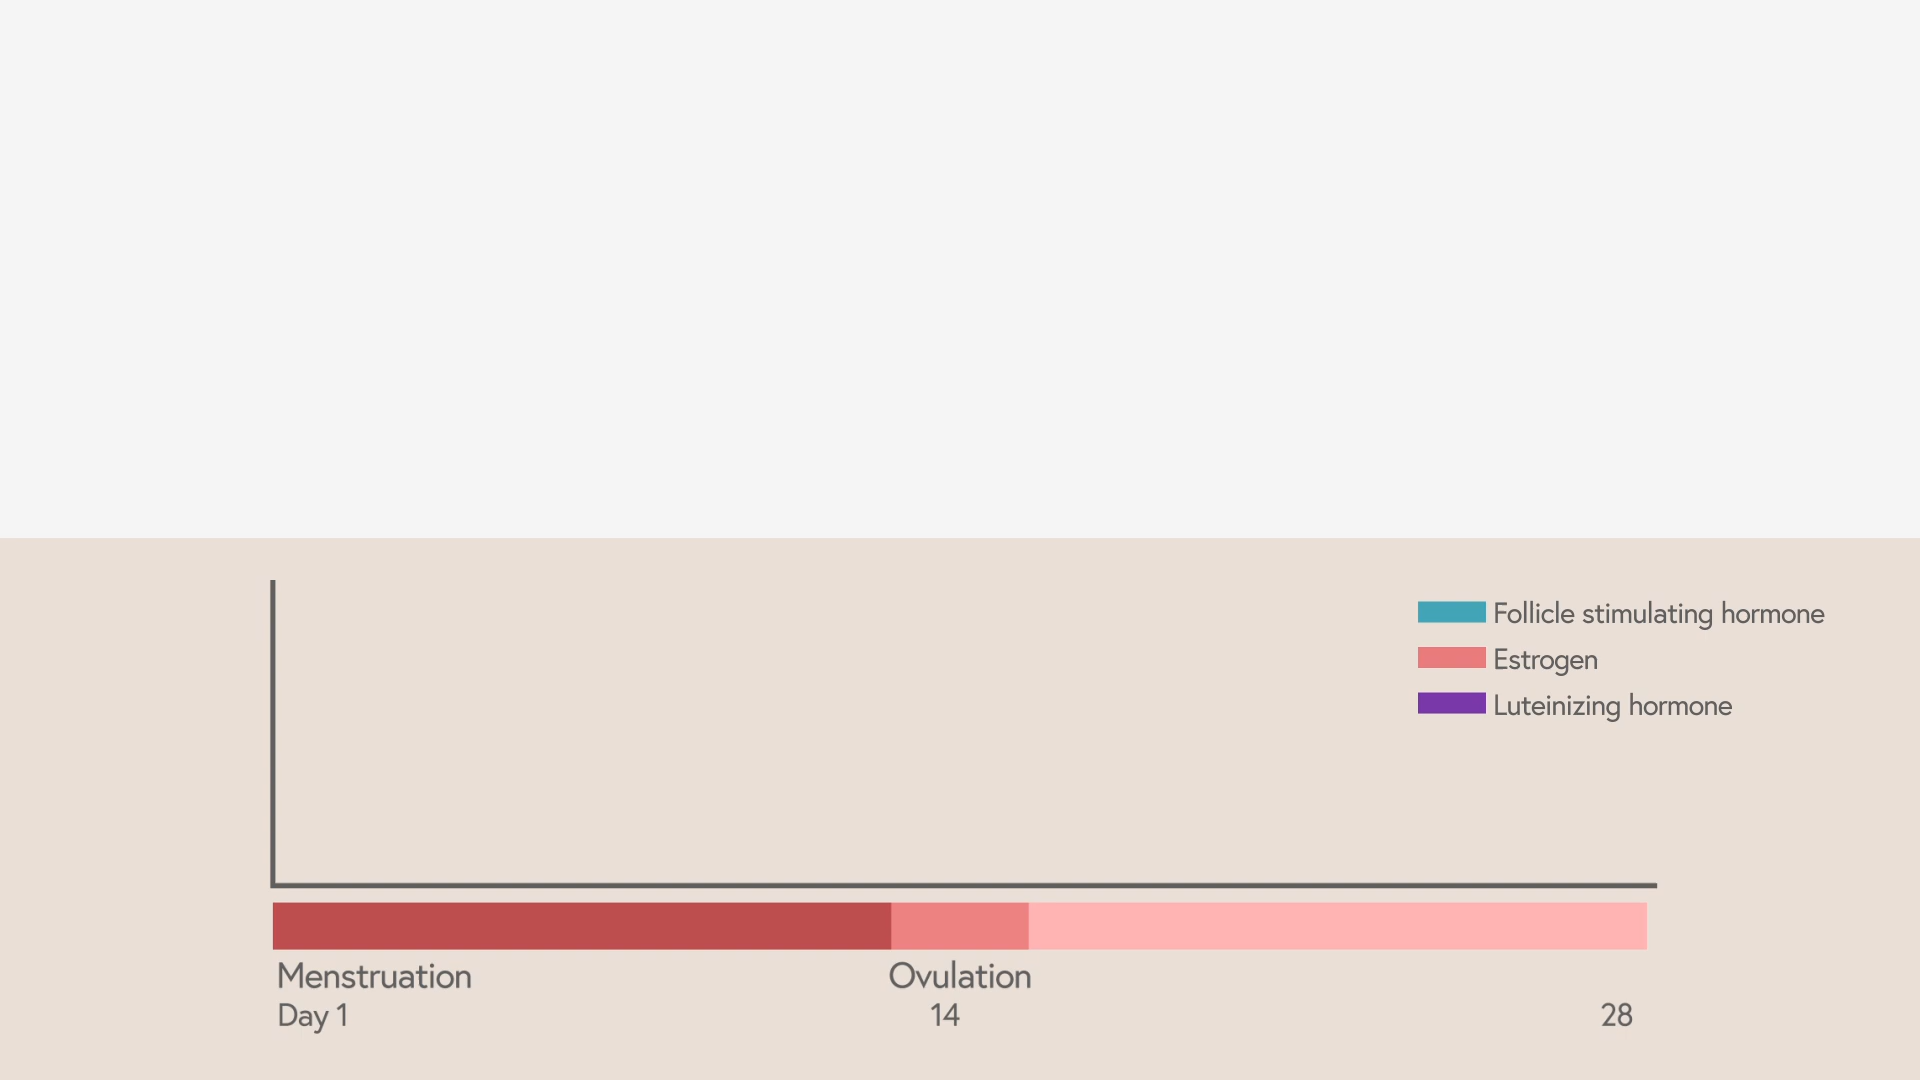 Follicle stimulating hormone
Estrogen
Luteinizing hormone
Menstruation
Ovulation
Day 1
14
28